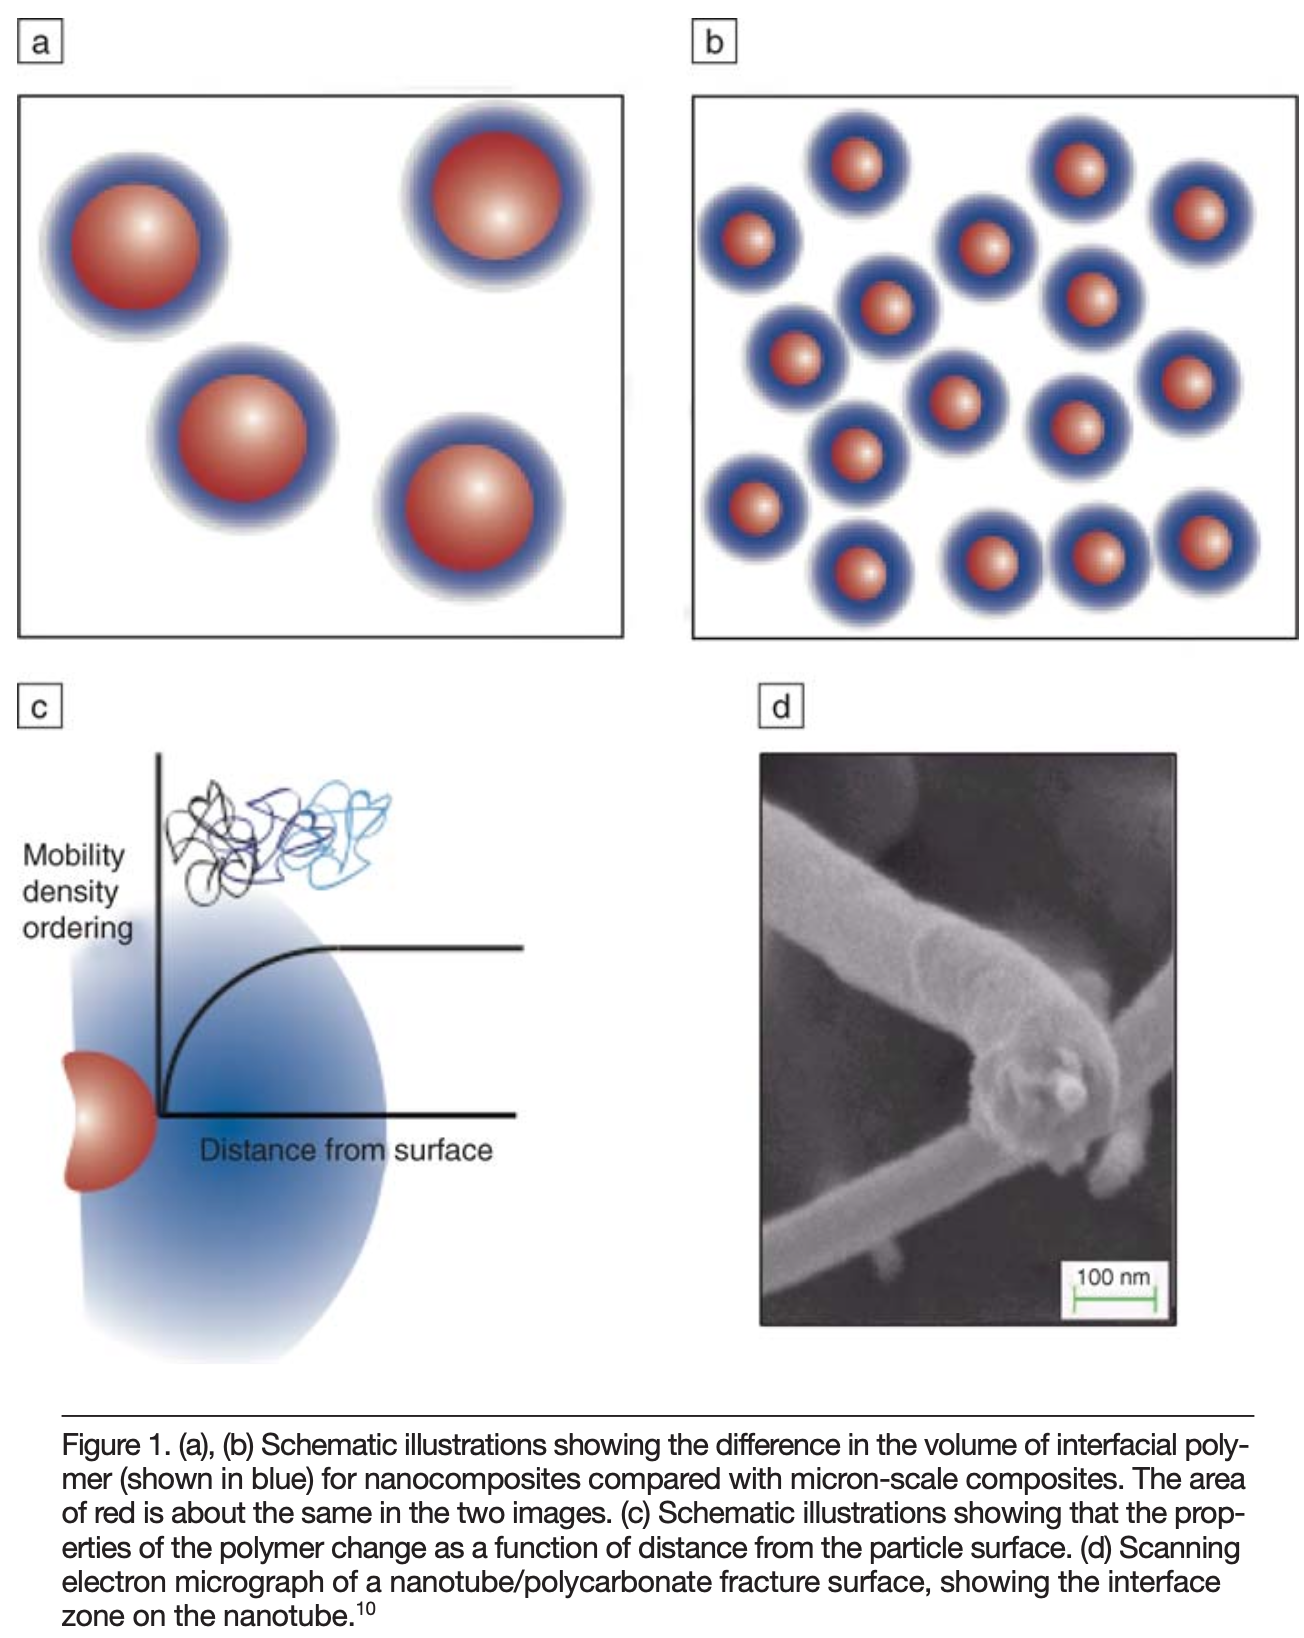 a
b
c
d
Mobility
density
ordering
Distance from surface
100 nm
Figure 1. (a), (b) Schematic illustrations showing the difference in the volume of interfacial poly-
mer (shown in blue) for nanocomposites compared with micron-scale composites. The area
of red is about the same in the two images. (c) Schematic illustrations showing that the prop-
erties of the polymer change as a function of distance from the particle surface. (d) Scanning
electron micrograph of a nanotube/polycarbonate fracture surface, showing the interface
zone on the nanotube.10